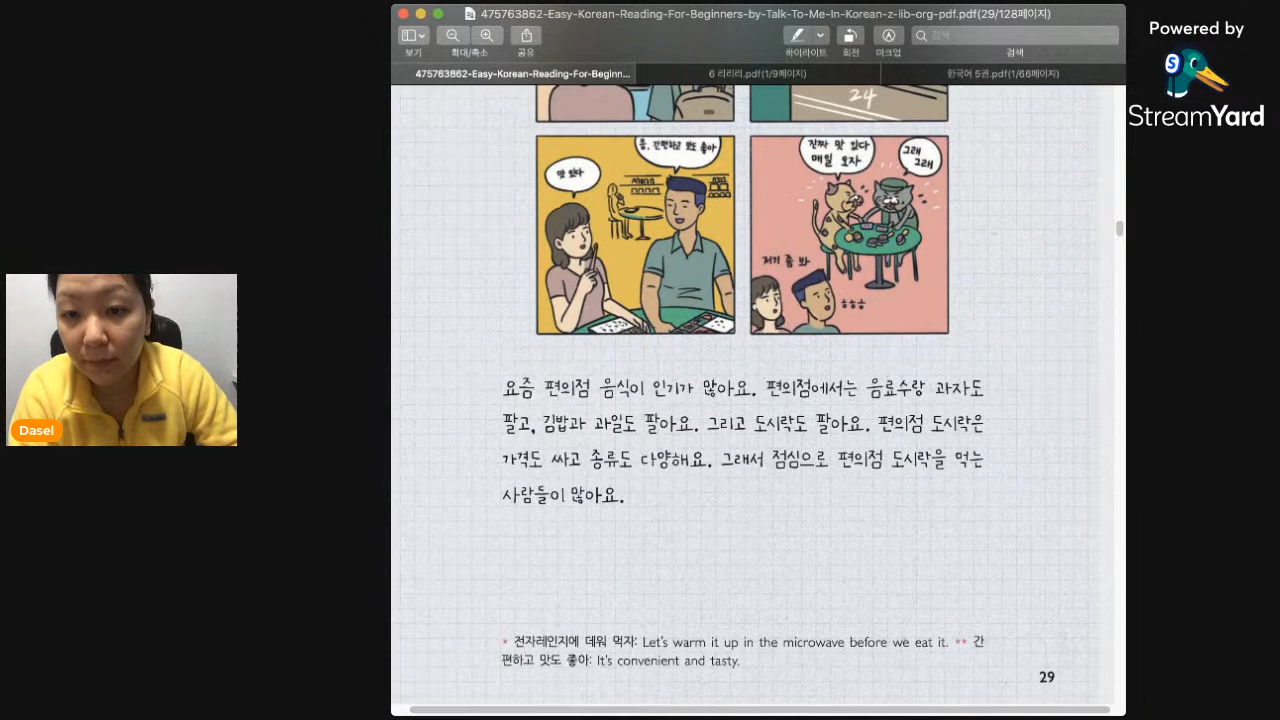 475763862-Easy-Korean-Reading-For-Beginners-by-Talk-To-Me-In-Korean-z-lib-org-pdf.pdf(29/128페이지)
Powered by
StreamYard
보기
확대/축소
공유
하이라이트
회전
마크업
검색
검색
475763862-Easy-Korean-Reading-For-Beginn...
6 리리리.pdf(1/9페이지)
한국어 5권.pdf(1/66페이지)
24
맛 있다
응, 간편하고 맛도 좋아
진짜 맛 있다
매일 오자
그래
그래
저기 좀 봐
ㅎㅎㅎ
요즘 편의점 음식이 인기가 많아요. 편의점에서는 음료수랑 과자도
팔고, 김밥과 과일도 팔아요. 그리고 도시락도 팔아요. 편의점 도시락은
가격도 싸고 종류도 다양해요. 그래서 점심으로 편의점 도시락을 먹는
사람들이 많아요.
* 전자레인지에 데워 먹자: Let's warm it up in the microwave before we eat it. ** 간
편하고 맛도 좋아: It's convenient and tasty.
29
Dasel